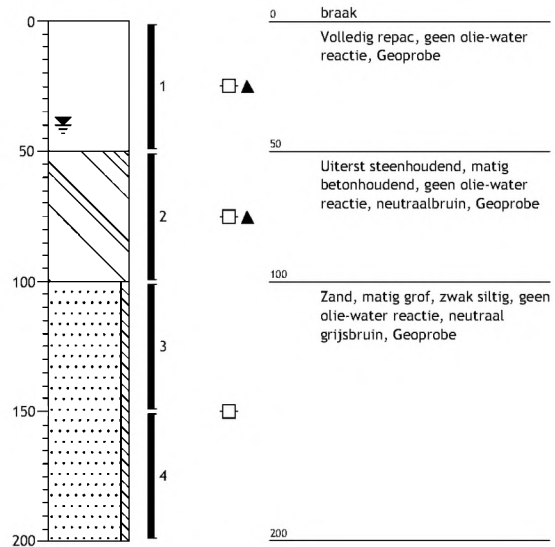 0
50
100
150
200
1
2
3
4
0 braak
Volledig repac, geen olie-water
reactie, Geoprobe
50
Uiterst steenhoudend, matig
betonhoudend, geen olie-water
reactie, neutraalbruin, Geoprobe
100
Zand, matig grof, zwak siltig, geen
olie-water reactie, neutraal
grijsbruin, Geoprobe
200